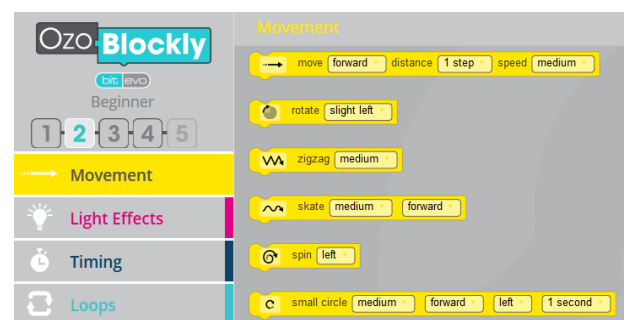 OZO Blockly
bit evo
Beginner
1 2 3 4 5
Movement
Light Effects
Timing
Loops
Movement
move forward distance 1 step speed medium
rotate slight left
zigzag medium
skate medium forward
spin left
small circle medium forward left 1 second